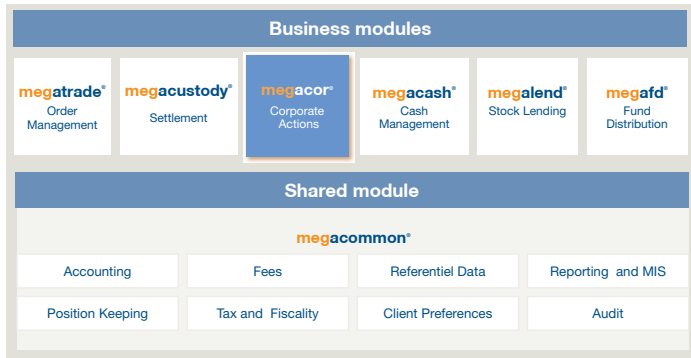 Business modules
megatrade®
Order
Management
megacustody®
Settlement
megacor®
Corporate
Actions
megacash®
Cash
Management
megalend®
Stock Lending
megafd®
Fund
Distribution
Shared module
megacommon®
Accounting
Fees
Referentiel Data
Reporting and MIS
Position Keeping
Tax and Fiscality
Client Preferences
Audit